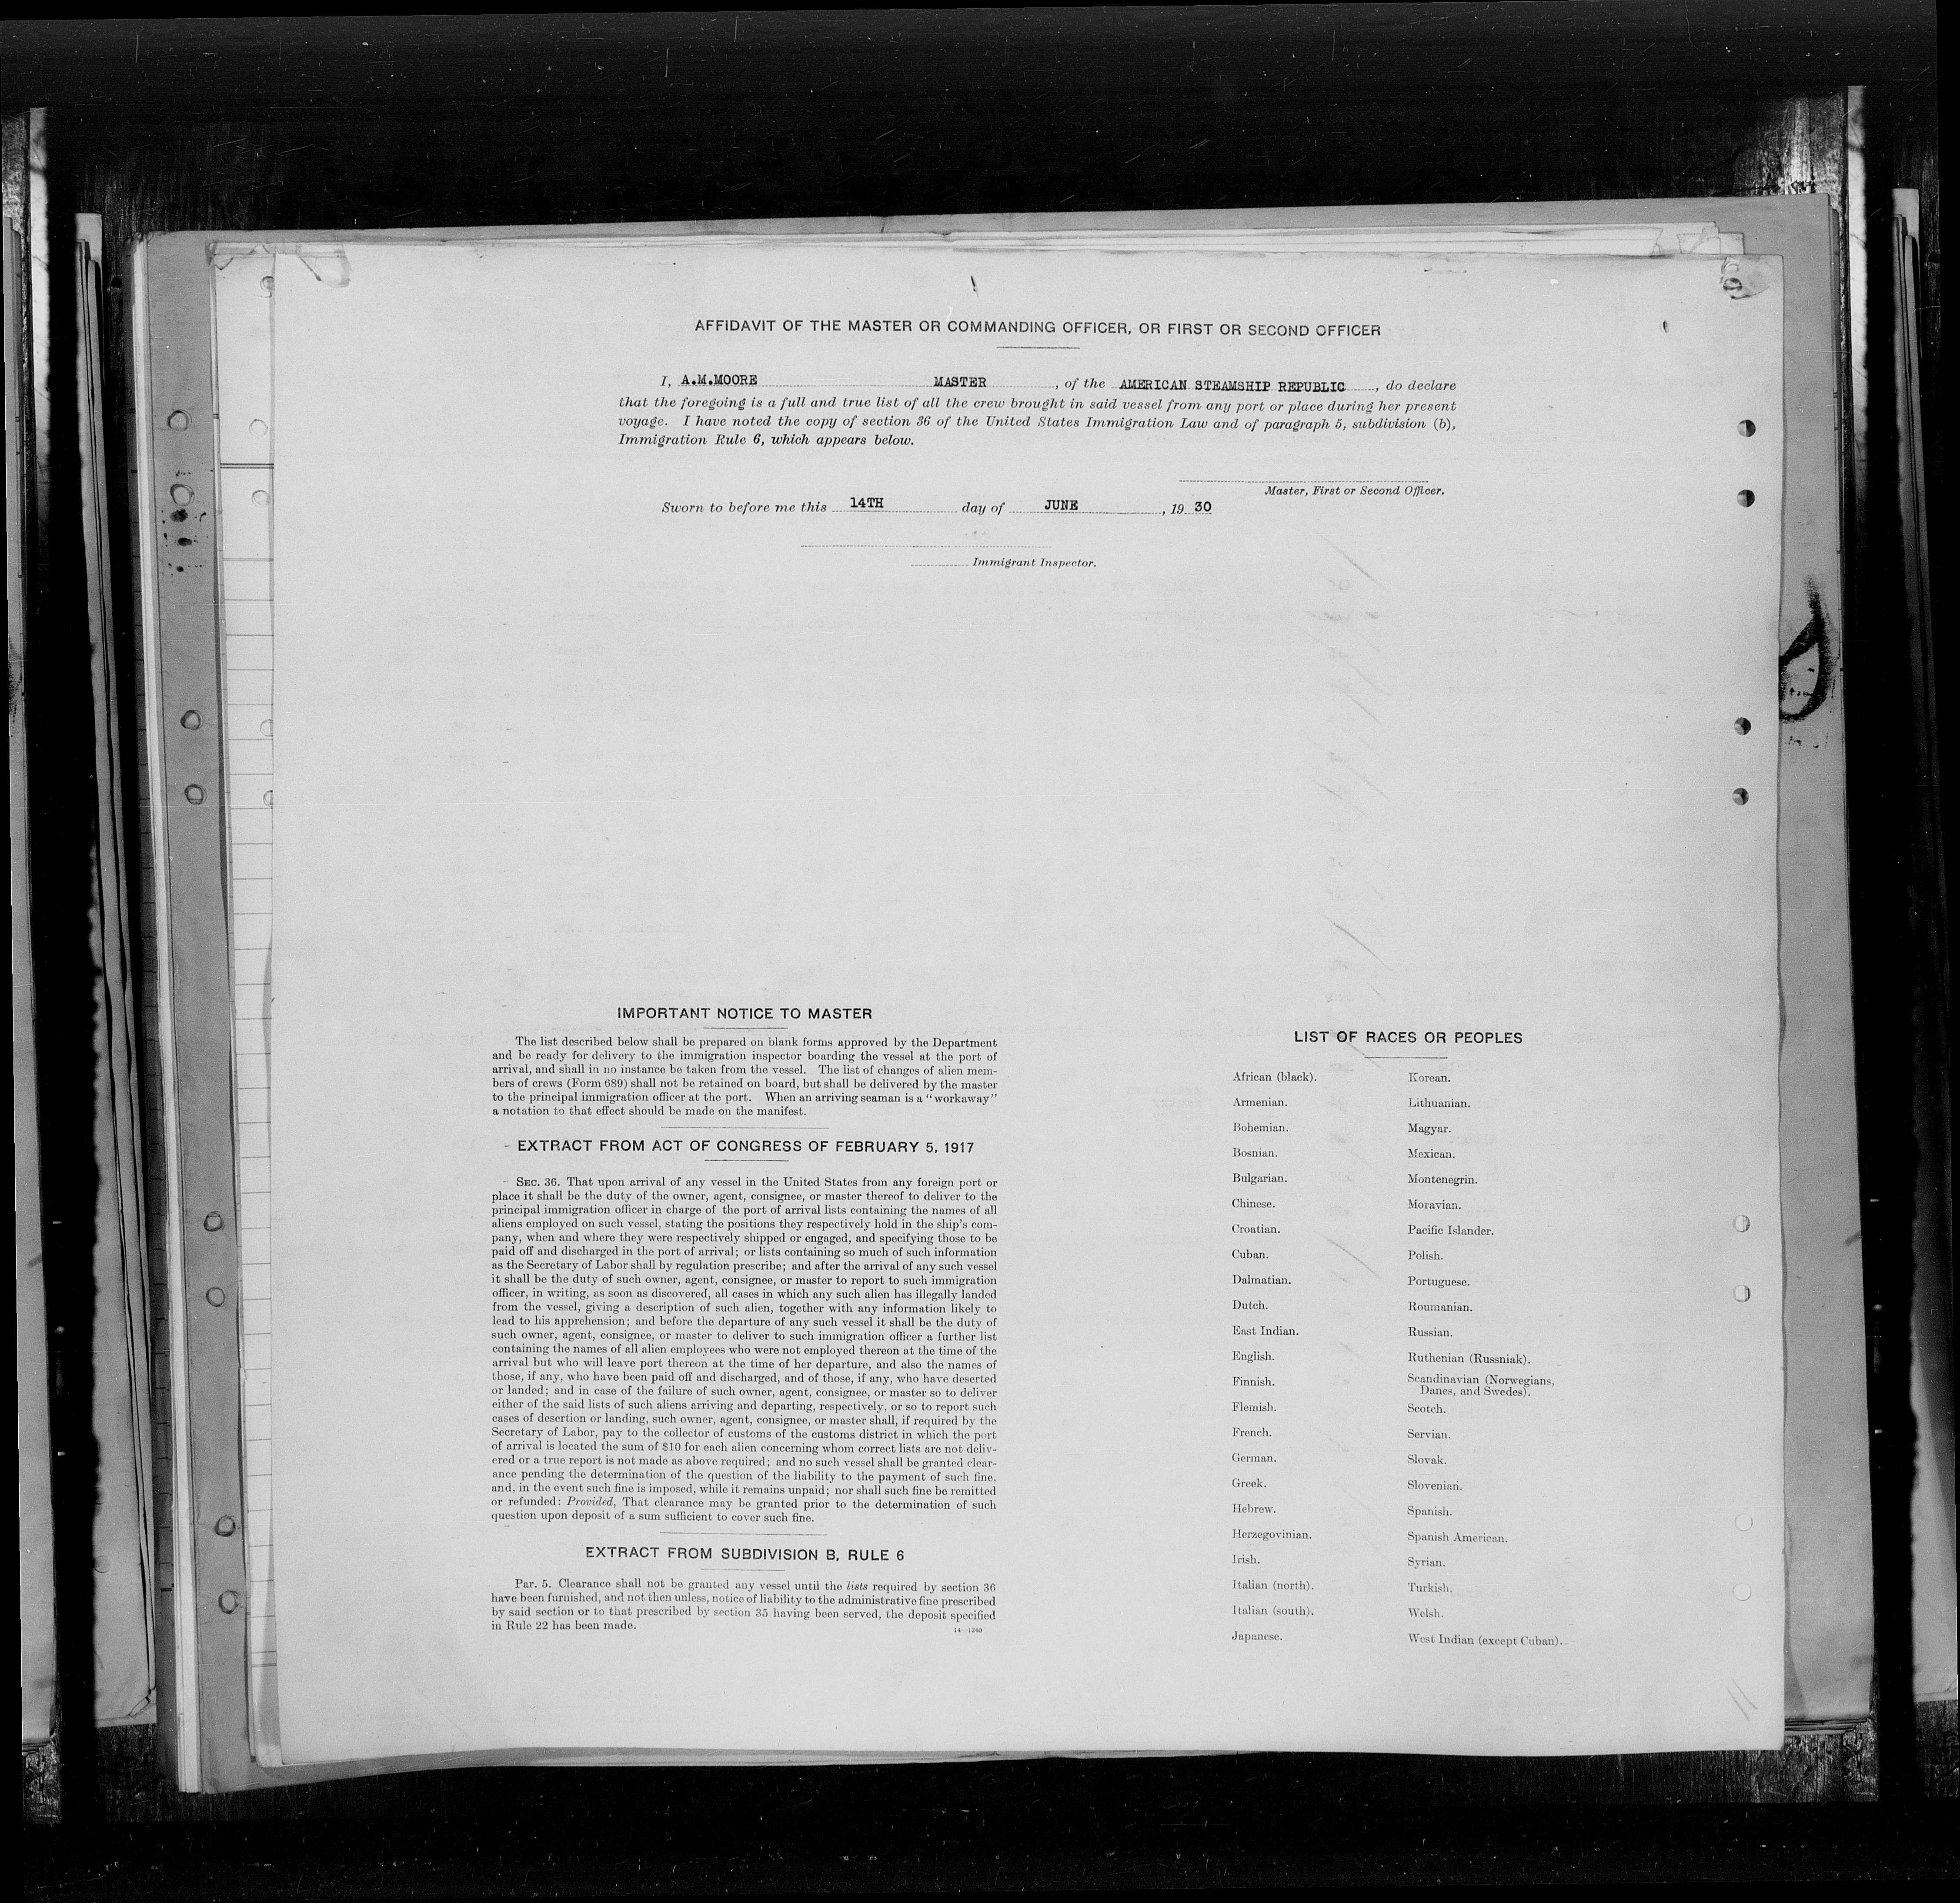 AFFIDAVIT OF THE MASTER OR COMMANDING OFFICER, OR FIRST OR SECOND OFFICER
I, A.M.MOORE MASTER, of the AMERICAN STEAMSHIP REPUBLIC, do declare
that the foregoing is a full and true list of all the crew brought in said vessel from any port or place during her present
voyage. I have noted the copy of section 36 of the United States Immigration Law and of paragraph 5, subdivision (b),
Immigration Rule 6, which appears below.
Master, First or Second Officer.
Sworn to before me this 14TH day of JUNE, 19 30
Immigrant Inspector.
IMPORTANT NOTICE TO MASTER
The list described below shall be prepared on blank forms approved by the Department
and be ready for delivery to the immigration inspector boarding the vessel at the port of
arrival, and shall in no instance be taken from the vessel. The list of changes of alien mem-
bers of crews (Form 689) shall not be retained on board, but shall be delivered by the master
to the principal immigration officer at the port. When an arriving seaman is a "workaway"
a notation to that effect should be made on the manifest.
EXTRACT FROM ACT OF CONGRESS OF FEBRUARY 5, 1917
SEC. 36. That upon arrival of any vessel in the United States from any foreign port or
place it shall be the duty of the owner, agent, consignee, or master thereof to deliver to the
principal immigration officer in charge of the port of arrival lists containing the names of all
aliens employed on such vessel, stating the positions they respectively hold in the ship's com-
pany, when and where they were respectively shipped or engaged, and specifying those to be
paid off and discharged in the port of arrival; or lists containing so much of such information
as the Secretary of Labor shall by regulation prescribe; and after the arrival of any such vessel
it shall be the duty of such owner, agent, consignee, or master to report to such immigration
officer, in writing, as soon as discovered, all cases in which any such alien has illegally landed
from the vessel, giving a description of such alien, together with any information likely to
lead to his apprehension; and before the departure of any such vessel it shall be the duty of
such owner, agent, consignee, or master to deliver to such immigration officer a further list
containing the names of all alien employees who were not employed thereon at the time of the
arrival but who will leave port thereon at the time of her departure, and also the names of
those, if any, who have been paid off and discharged, and of those, if any, who have deserted
or landed; and in case of the failure of such owner, agent, consignee, or master so to deliver
either of the said lists of such aliens arriving and departing, respectively, or so to report such
cases of desertion or landing, such owner, agent, consignee, or master shall, if required by the
Secretary of Labor, pay to the collector of customs of the customs district in which the port
of arrival is located the sum of $10 for each alien concerning whom correct lists are not deliv-
ered or a true report is not made as above required; and no such vessel shall be granted clear-
ance pending the determination of the question of the liability to the payment of such fine,
and, in the event such fine is imposed, while it remains unpaid; nor shall such fine be remitted
or refunded: Provided, That clearance may be granted prior to the determination of such
question upon deposit of a sum sufficient to cover such fine.
EXTRACT FROM SUBDIVISION B, RULE 6
Par. 5. Clearance shall not be granted any vessel until the lists required by section 36
have been furnished, and not then unless, notice of liability to the administrative fine prescribed
by said section or to that prescribed by section 35 having been served, the deposit specified
in Rule 22 has been made.
14—1240
LIST OF RACES OR PEOPLES
African (black).
Armenian.
Bohemian.
Bosnian.
Bulgarian.
Chinese.
Croatian.
Cuban.
Dalmatian.
Dutch.
East Indian.
English.
Finnish.
Flemish.
French.
German.
Greek.
Hebrew.
Herzegovinian.
Irish.
Italian (north).
Italian (south).
Japanese.
Korean.
Lithuanian.
Magyar.
Mexican.
Montenegrin.
Moravian.
Pacific Islander.
Polish.
Portuguese.
Roumanian.
Russian.
Ruthenian (Russniak).
Scandinavian (Norwegians,
Danes, and Swedes).
Scotch.
Servian.
Slovak.
Slovenian.
Spanish.
Spanish American.
Syrian.
Turkish.
Welsh.
West Indian (except Cuban).